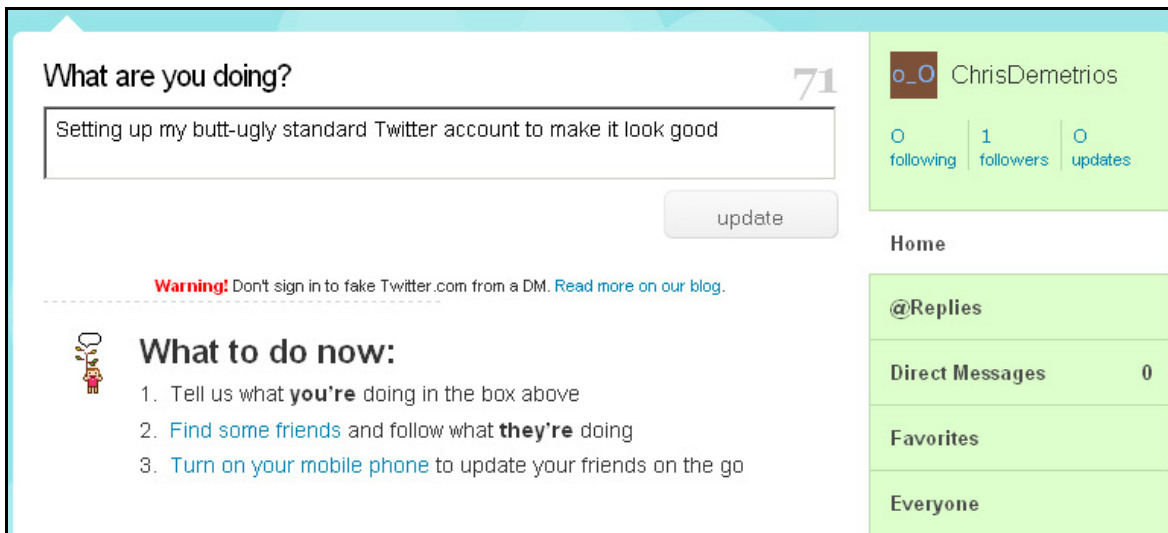 What are you doing?
71
Setting up my butt-ugly standard Twitter account to make it look good
update
Warning! Don't sign in to fake Twitter.com from a DM. Read more on our blog.
What to do now:
1. Tell us what you're doing in the box above
2. Find some friends and follow what they're doing
3. Turn on your mobile phone to update your friends on the go
o_O ChrisDemetrios
0 1 0
following followers updates
Home
@Replies
Direct Messages 0
Favorites
Everyone